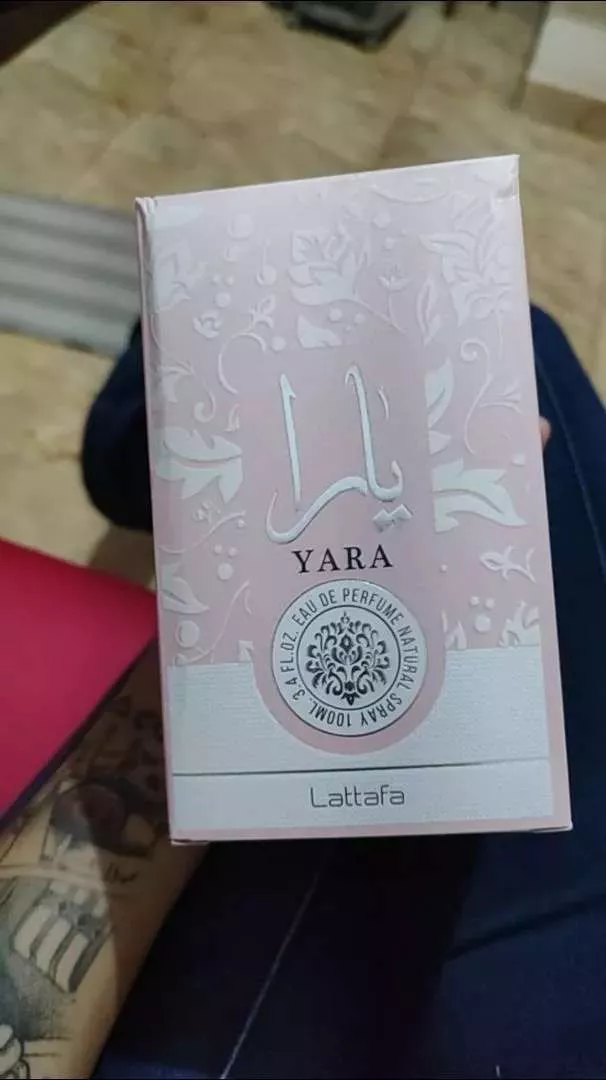 يارا
YARA
EAU DE PERFUME NATURAL SPRAY 100ML. 3.4 FL.OZ.
Lattafa